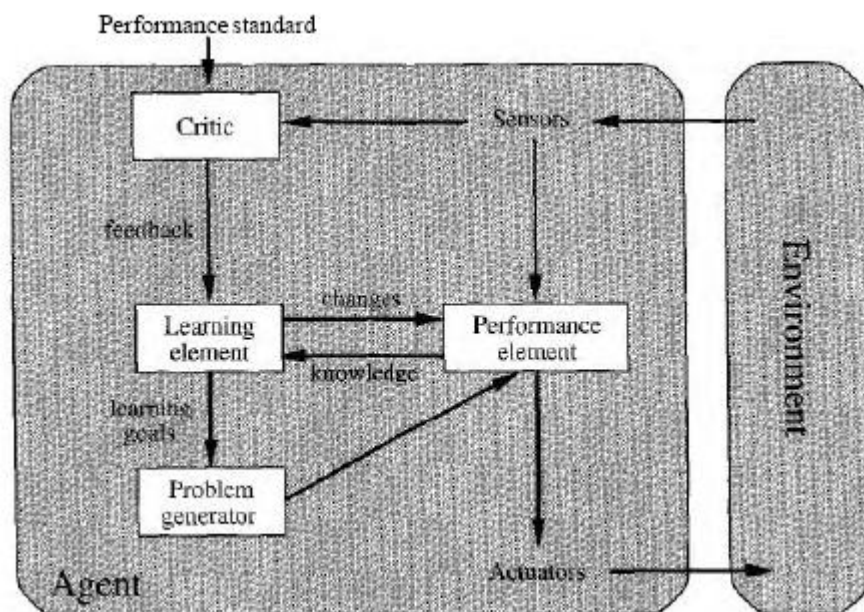 Performance standard
Critic
Sensors
feedback
changes
Learning
element
Performance
element
knowledge
learning
goals
Problem
generator
Agent
Actuators
Environment